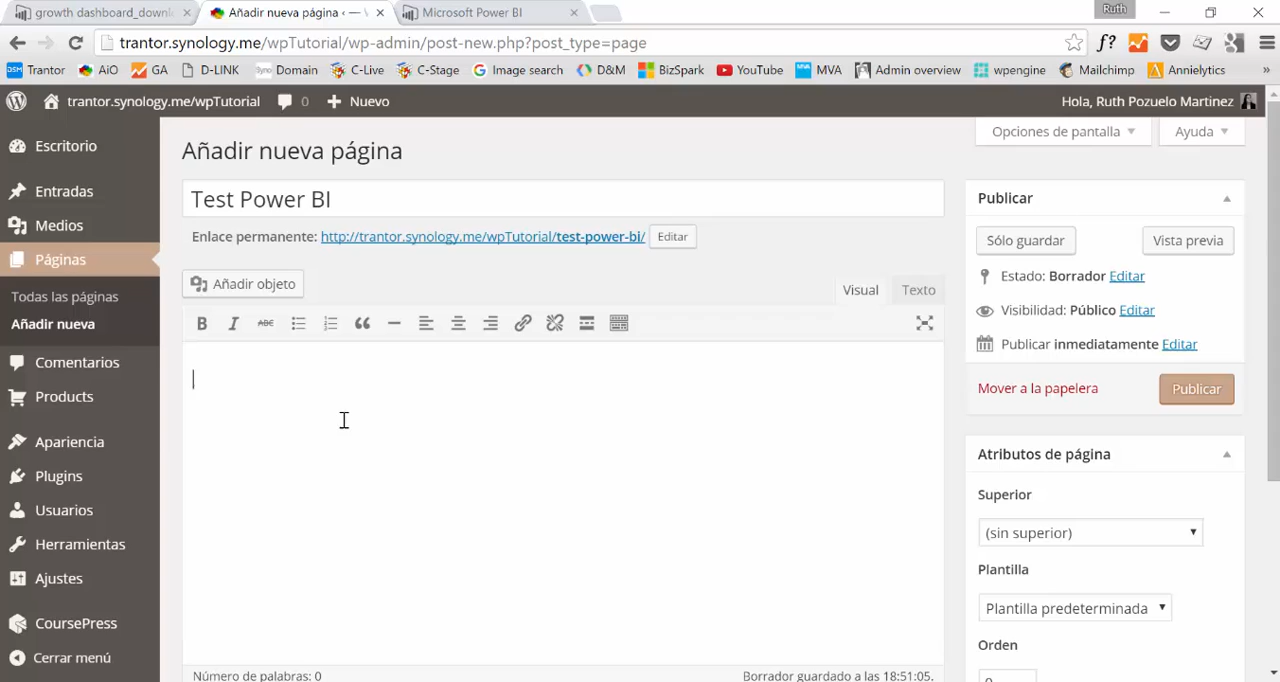 growth dashboard_downl
Añadir nueva página ‹ —
Microsoft Power BI
Ruth
trantor.synology.me/wpTutorial/wp-admin/post-new.php?post_type=page
f?
DSM Trantor
AiO
GA
D-LINK
Syno Domain
C-Live
C-Stage
Image search
D&M
BizSpark
YouTube
MVA
Admin overview
wpengine
Mailchimp
Annielytics
»
trantor.synology.me/wpTutorial
0
Nuevo
Hola, Ruth Pozuelo Martinez
Escritorio
Entradas
Medios
Páginas
Todas las páginas
Añadir nueva
Comentarios
Products
Apariencia
Plugins
Usuarios
Herramientas
Ajustes
CoursePress
Cerrar menú
Opciones de pantalla
Ayuda
Añadir nueva página
Test Power BI
Enlace permanente: http://trantor.synology.me/wpTutorial/test-power-bi/ Editar
Añadir objeto
Visual
Texto
B I ABC
Número de palabras: 0
Borrador guardado a las 18:51:05.
Publicar
Sólo guardar
Vista previa
Estado: Borrador Editar
Visibilidad: Público Editar
Publicar inmediatamente Editar
Mover a la papelera
Publicar
Atributos de página
Superior
(sin superior)
Plantilla
Plantilla predeterminada
Orden
0